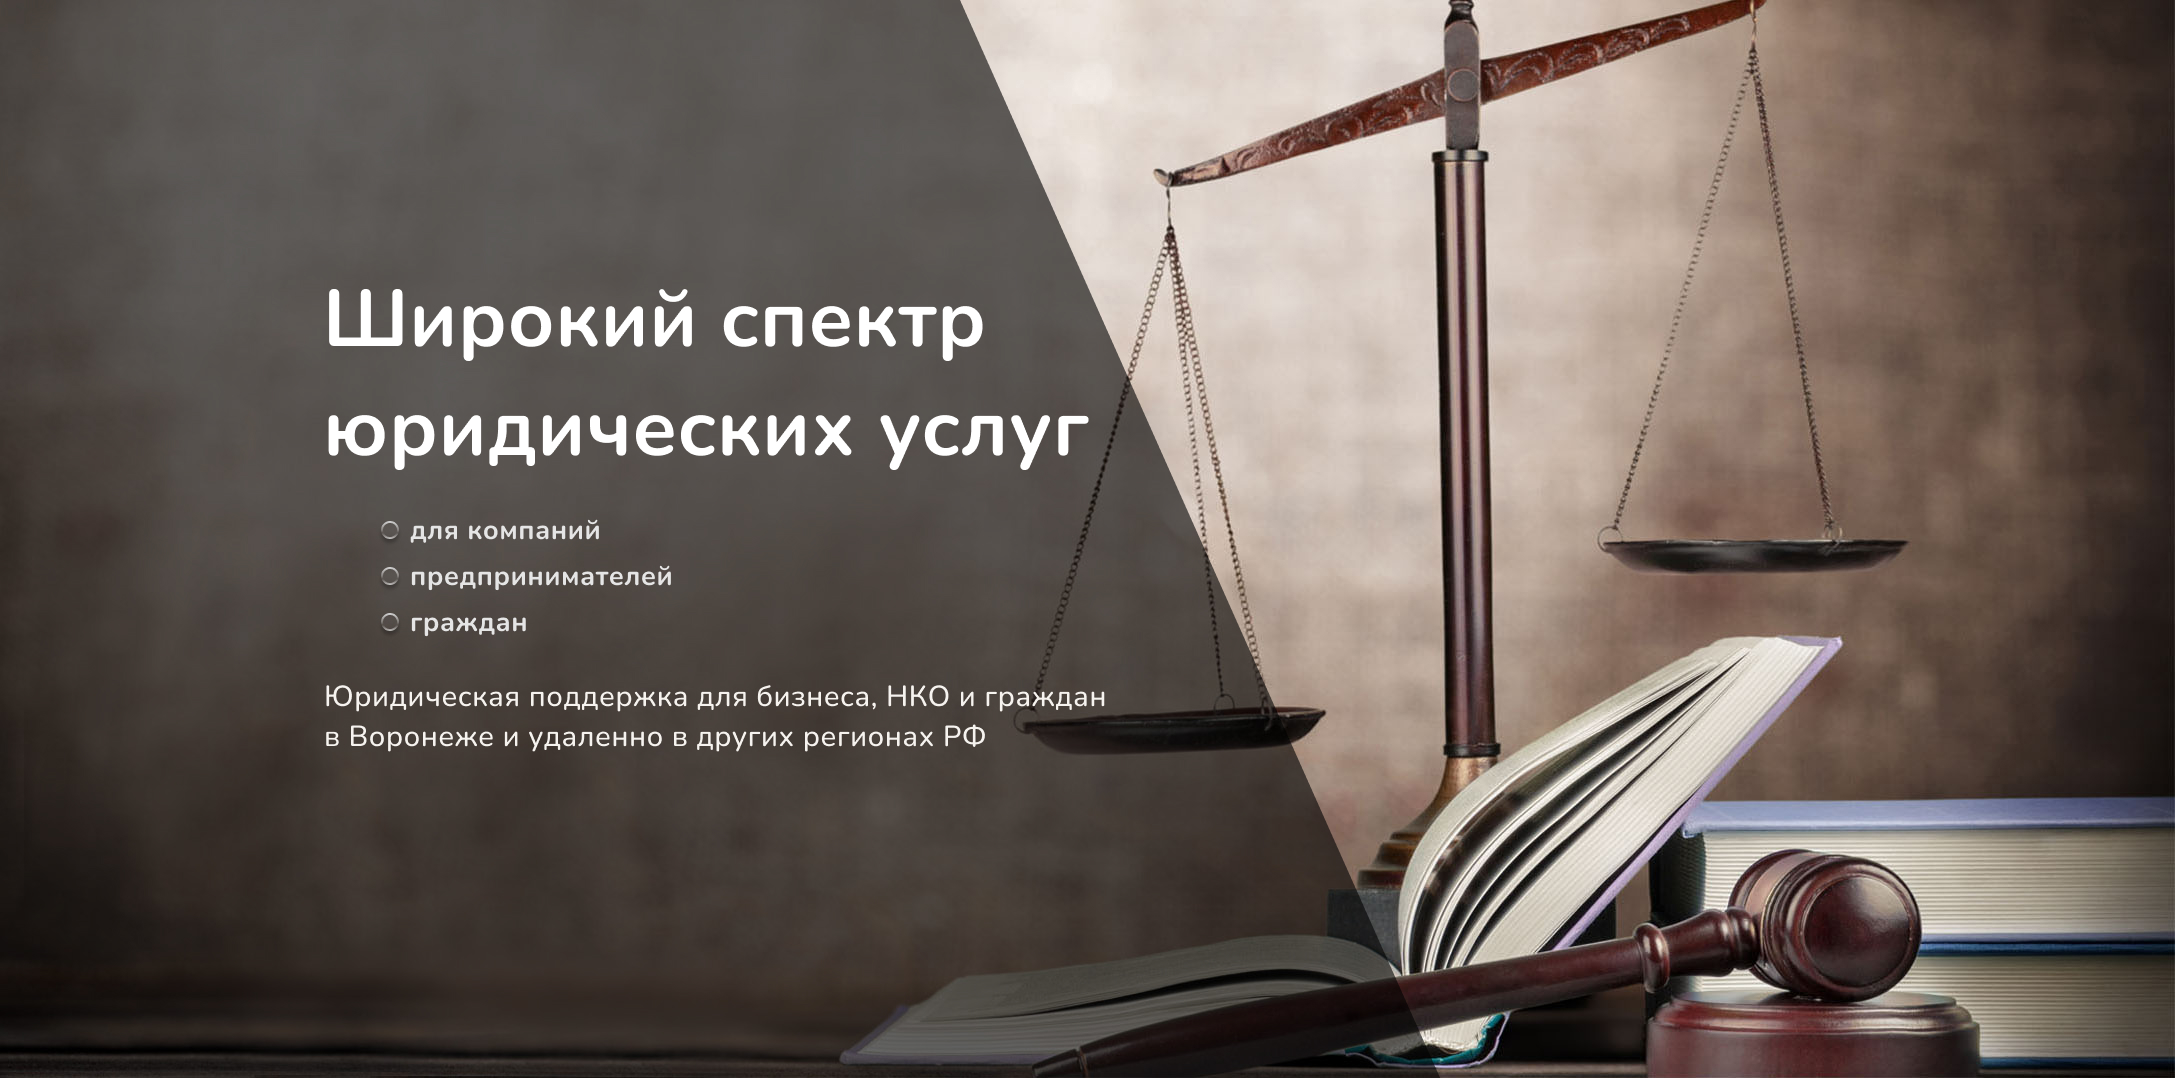 Широкий спектр
юридических услуг
для компаний
предпринимателей
граждан
Юридическая поддержка для бизнеса, НКО и граждан
в Воронеже и удаленно в других регионах РФ